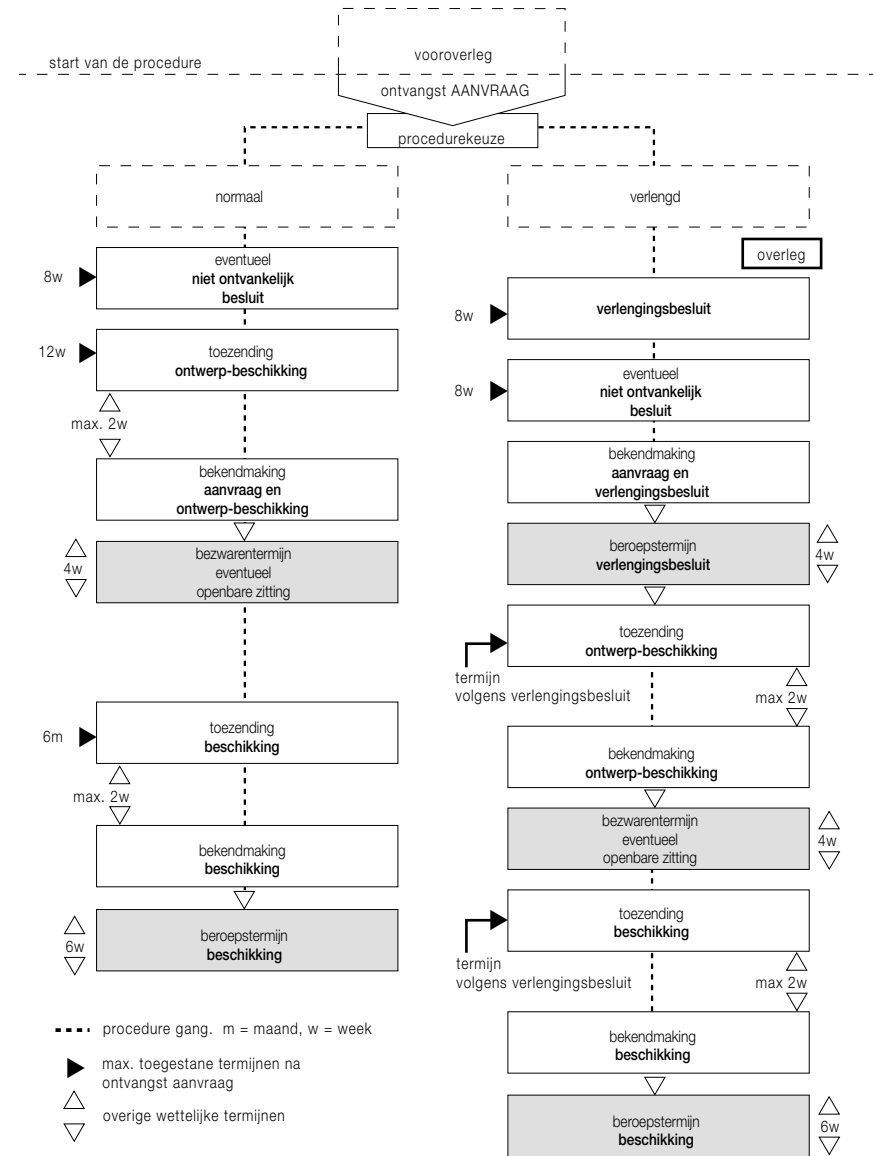 vooroverleg
start van de procedure
ontvangst AANVRAAG
procedurekeuze
normaal
8w
eventueel
niet ontvankelijk
besluit
12w
toezending
ontwerp-beschikking
max. 2w
bekendmaking
aanvraag en
ontwerp-beschikking
4w
bezwarentermijn
eventueel
openbare zitting
6m
toezending
beschikking
max. 2w
bekendmaking
beschikking
6w
beroepstermijn
beschikking
verlengd
overleg
8w
verlengingsbesluit
8w
eventueel
niet ontvankelijk
besluit
bekendmaking
aanvraag en
verlengingsbesluit
beroepstermijn
verlengingsbesluit
4w
toezending
ontwerp-beschikking
termijn
volgens verlengingsbesluit
max 2w
bekendmaking
ontwerp-beschikking
bezwarentermijn
eventueel
openbare zitting
4w
toezending
beschikking
termijn
volgens verlengingsbesluit
max 2w
bekendmaking
beschikking
beroepstermijn
beschikking
6w
procedure gang. m = maand, w = week
max. toegestane termijnen na
ontvangst aanvraag
overige wettelijke termijnen